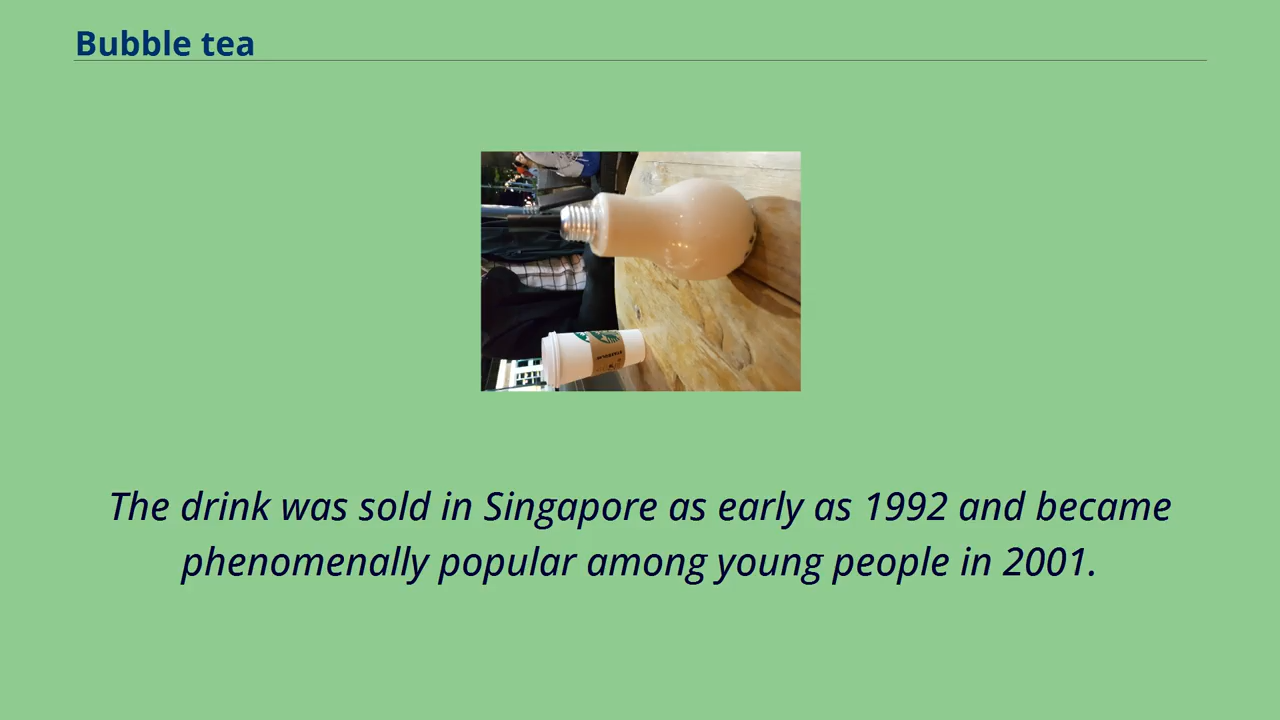 Bubble tea
The drink was sold in Singapore as early as 1992 and became
phenomenally popular among young people in 2001.